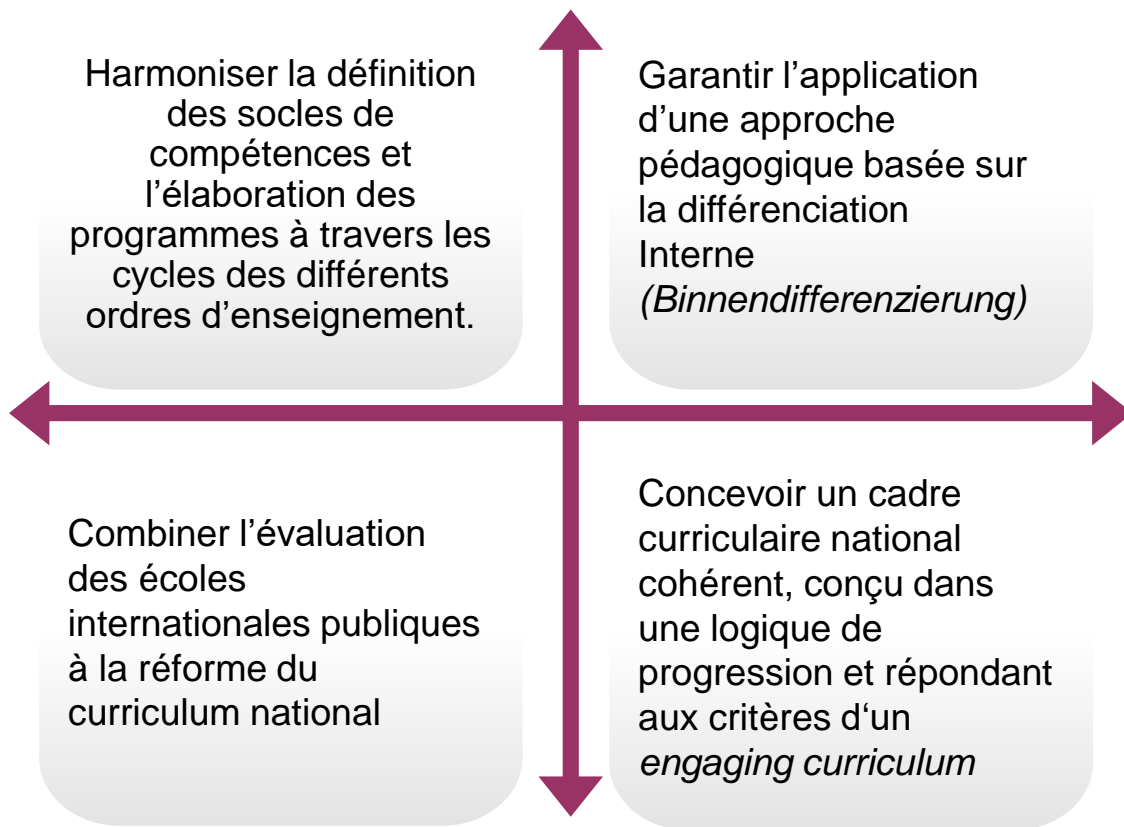 Harmoniser la définition
des socles de
compétences et
l’élaboration des
programmes à travers les
cycles des différents
ordres d’enseignement.
Garantir l’application
d’une approche
pédagogique basée sur
la différenciation
Interne
(Binnendifferenzierung)
Combiner l’évaluation
des écoles
internationales publiques
à la réforme du
curriculum national
Concevoir un cadre
curriculaire national
cohérent, conçu dans
une logique de
progression et répondant
aux critères d‘un
engaging curriculum